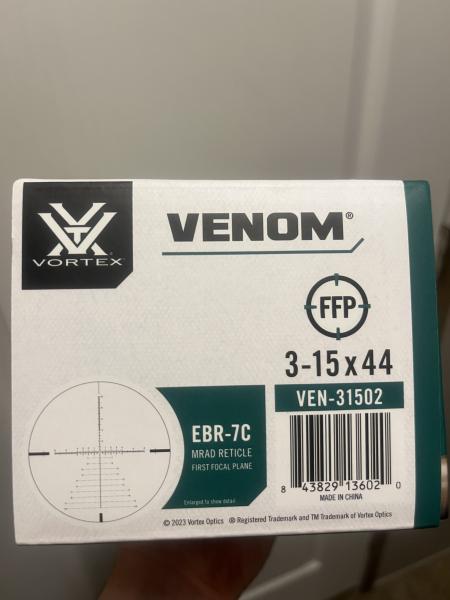 VORTEX
VENOM®
FFP
3-15x44
VEN-31502
EBR-7C
MRAD RETICLE
FIRST FOCAL PLANE
Enlarged to show detail
8 43829 13602 0
MADE IN CHINA
© 2023 Vortex Optics ® Registered Trademark and TM Trademark of Vortex Optics